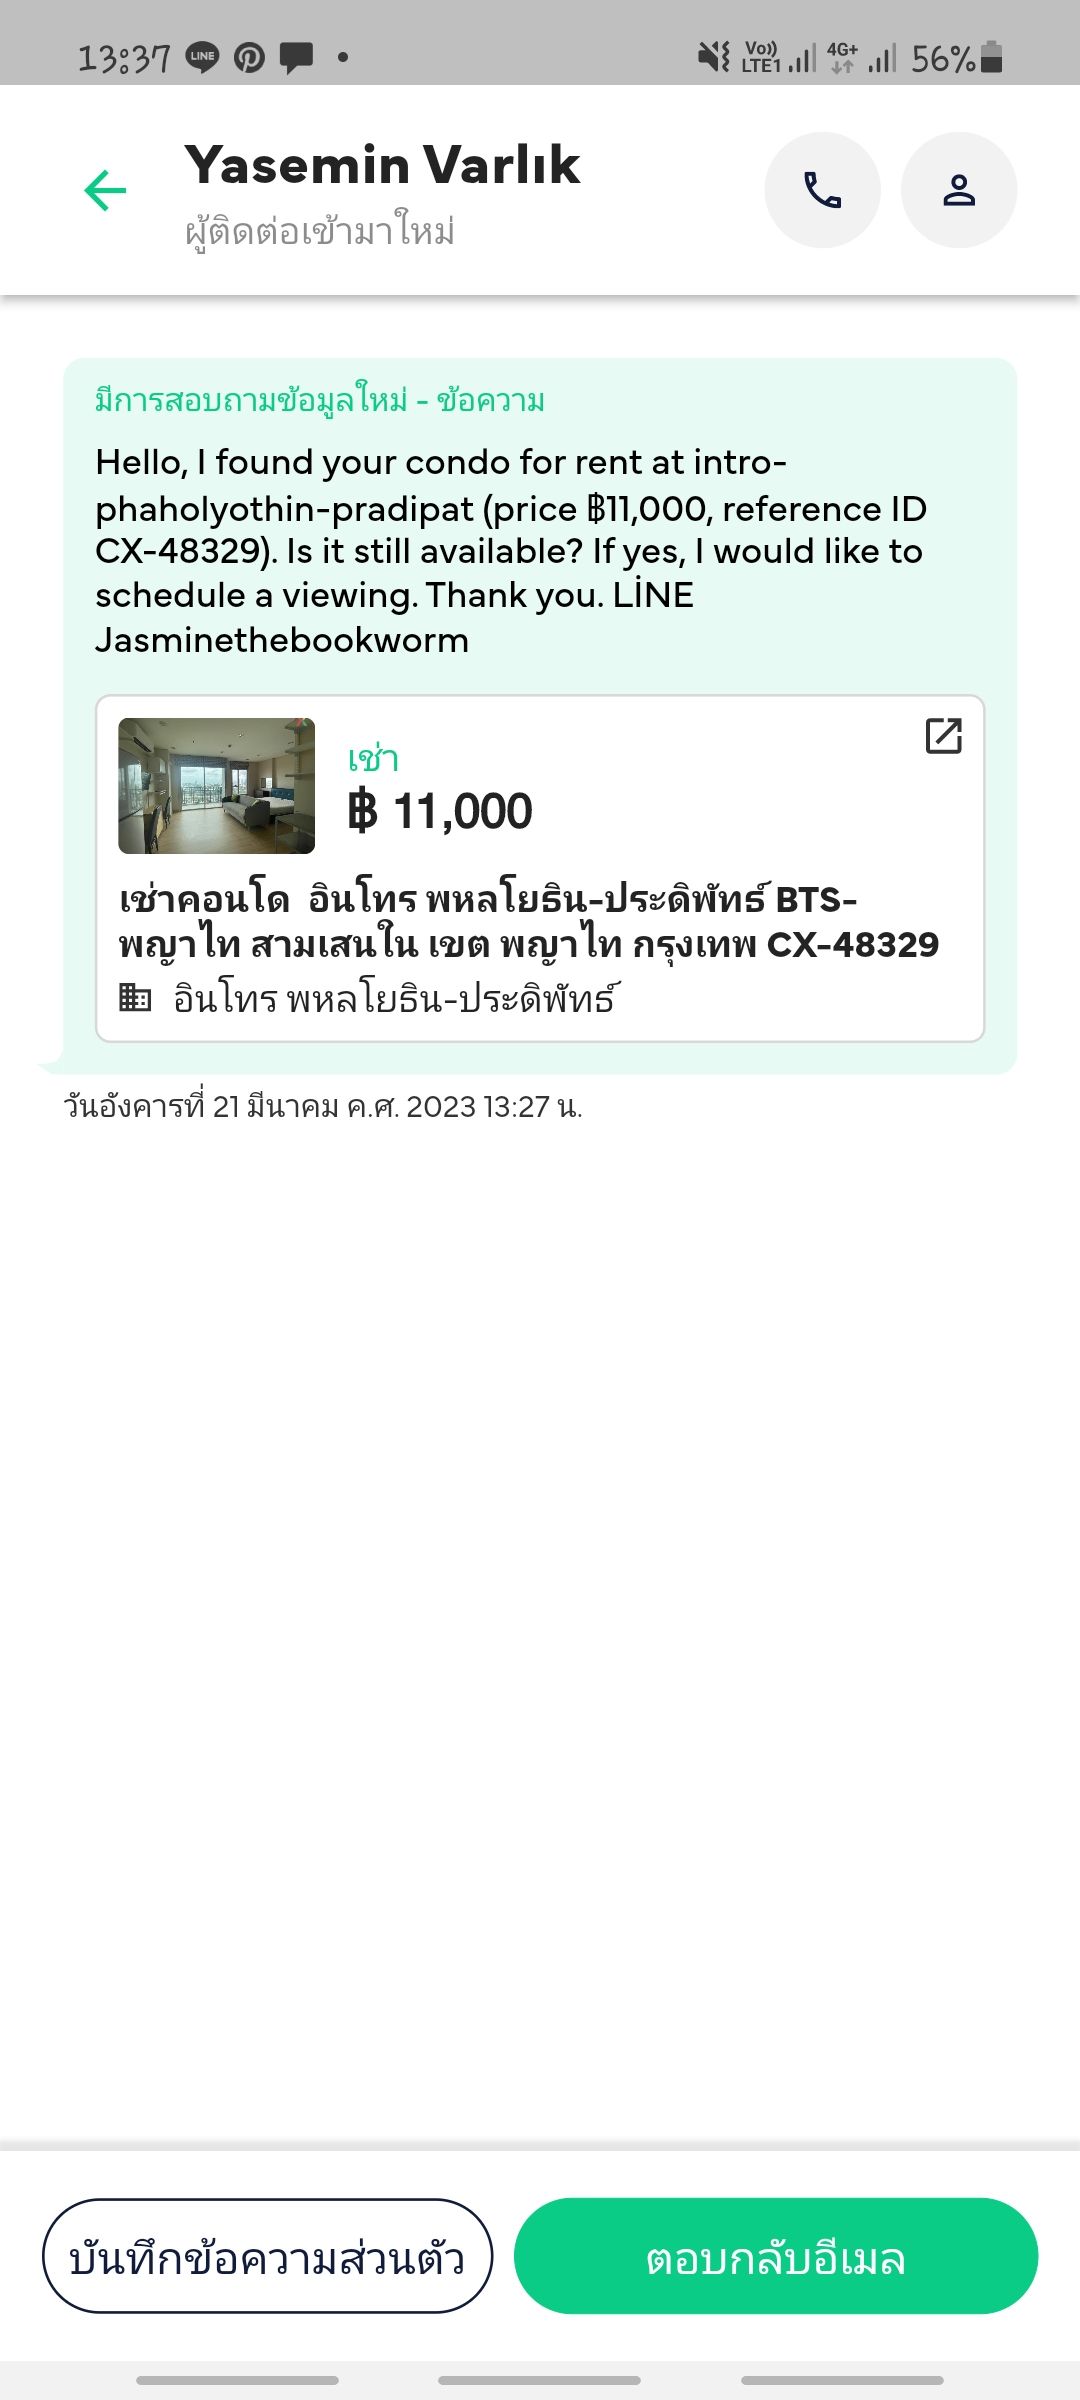 13:37 LINE Vo)) LTE1 4G+ 56%
Yasemin Varlık
ผู้ติดต่อเข้ามาใหม่
มีการสอบถามข้อมูลใหม่ - ข้อความ
Hello, I found your condo for rent at intro-
phaholyothin-pradipat (price ฿11,000, reference ID
CX-48329). Is it still available? If yes, I would like to
schedule a viewing. Thank you. LİNE
Jasminethebookworm
เช่า
฿ 11,000
เช่าคอนโด  อินโทร พหลโยธิน-ประดิพัทธ์ BTS-
พญาไท สามเสนใน เขต พญาไท กรุงเทพ CX-48329
อินโทร พหลโยธิน-ประดิพัทธ์
วันอังคารที่ 21 มีนาคม ค.ศ. 2023 13:27 น.
บันทึกข้อความส่วนตัว
ตอบกลับอีเมล